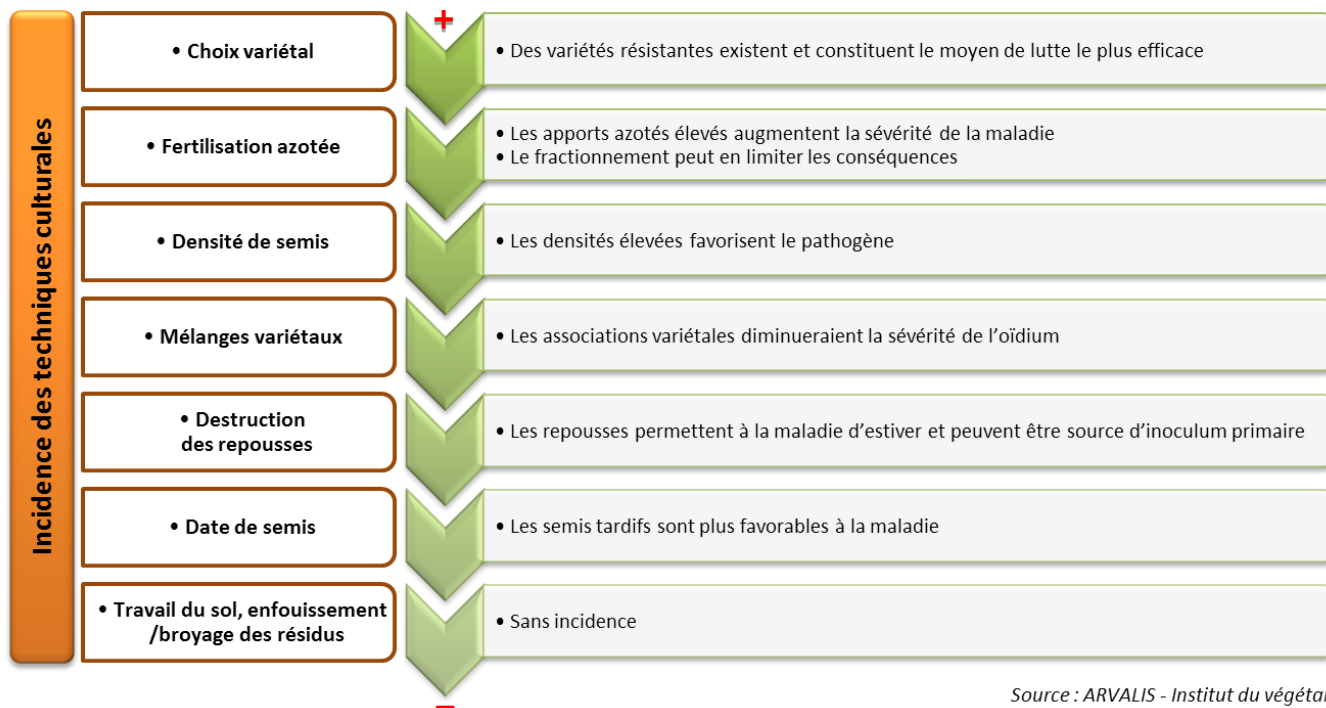 Incidence des techniques culturales
+
• Choix variétal
• Des variétés résistantes existent et constituent le moyen de lutte le plus efficace
• Fertilisation azotée
• Les apports azotés élevés augmentent la sévérité de la maladie
• Le fractionnement peut en limiter les conséquences
• Densité de semis
• Les densités élevées favorisent le pathogène
• Mélanges variétaux
• Les associations variétales diminueraient la sévérité de l’oïdium
• Destruction
des repousses
• Les repousses permettent à la maladie d’estiver et peuvent être source d’inoculum primaire
• Date de semis
• Les semis tardifs sont plus favorables à la maladie
• Travail du sol, enfouissement
/broyage des résidus
• Sans incidence
–
Source : ARVALIS - Institut du végétal